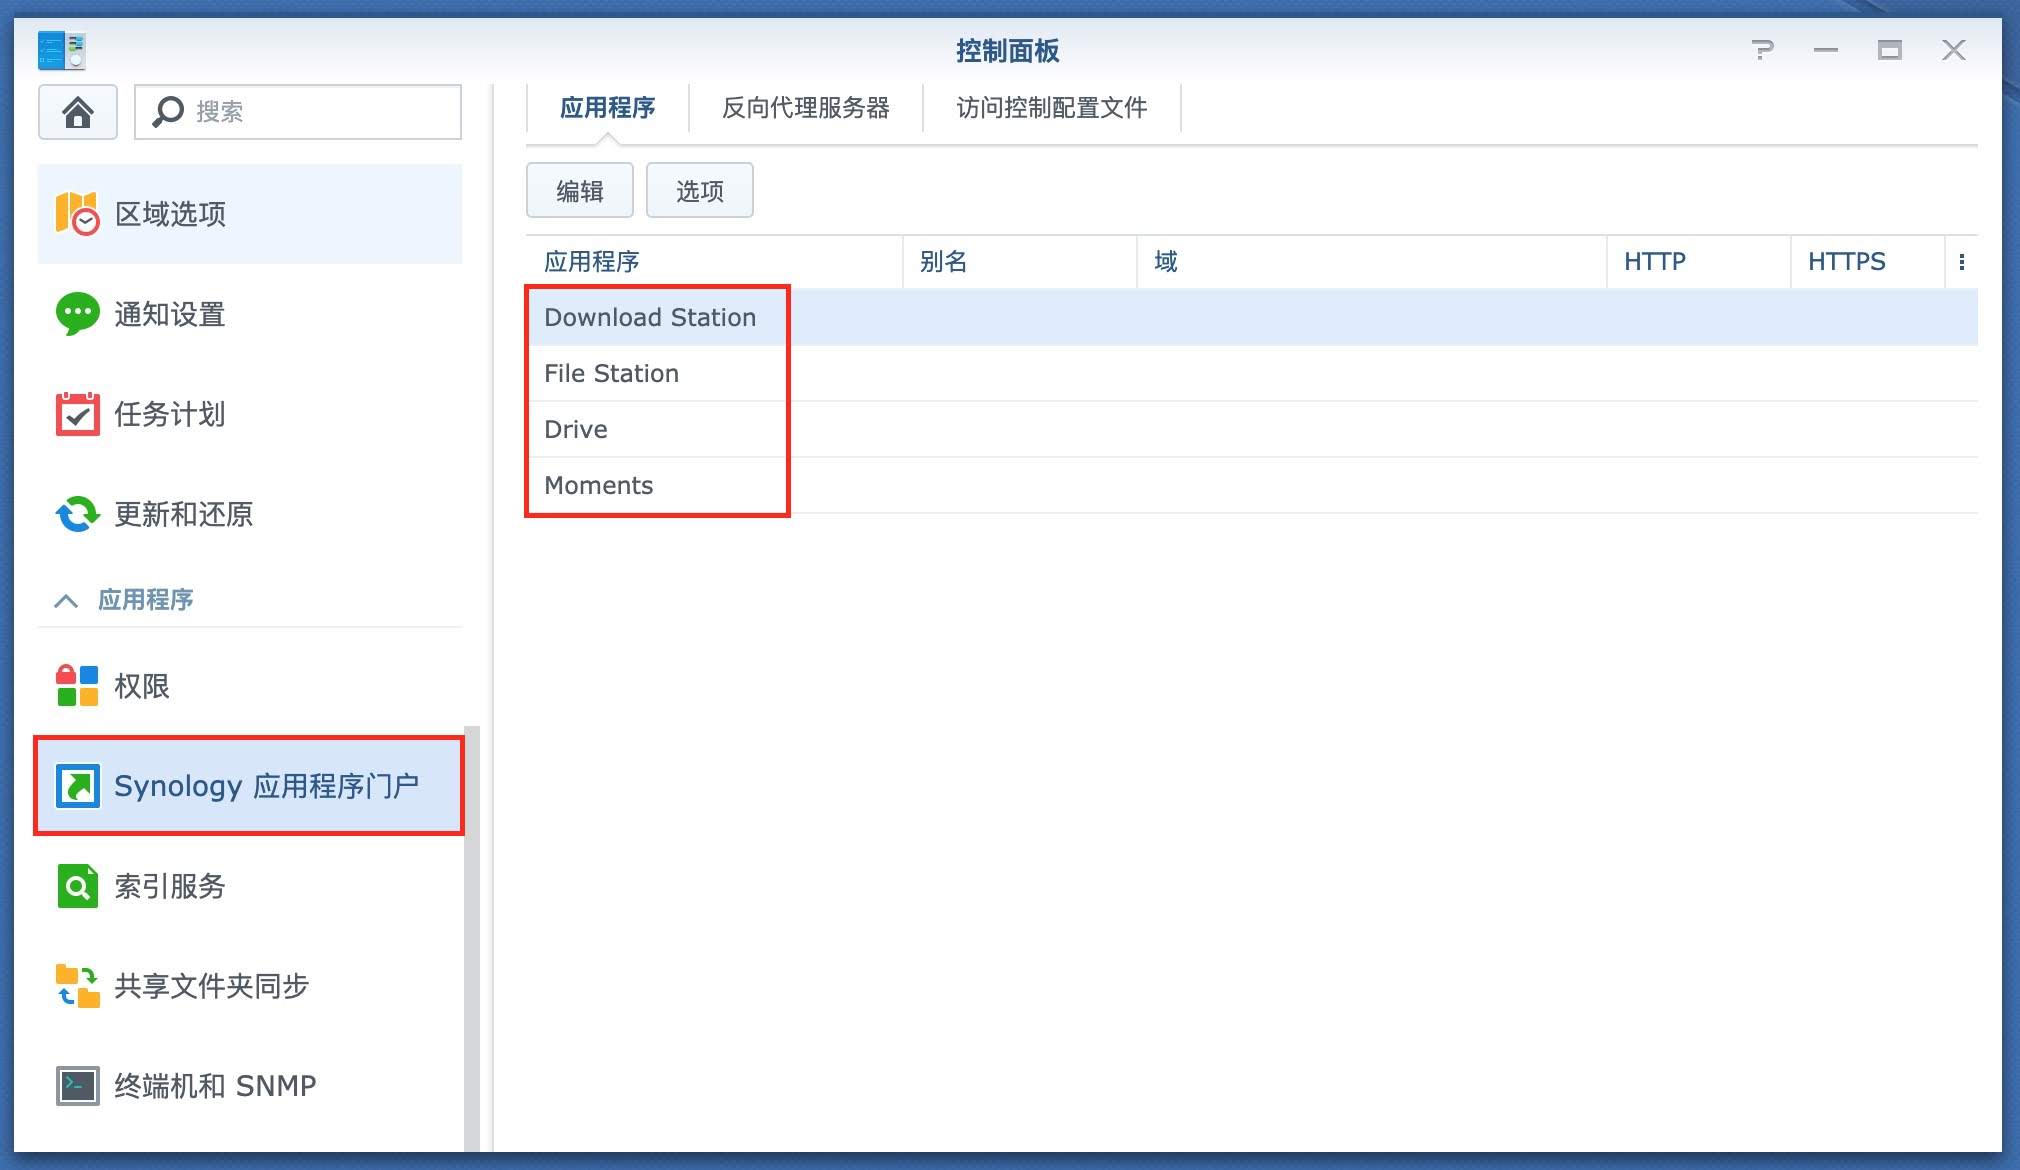 控制面板
搜索
区域选项
通知设置
任务计划
更新和还原
应用程序
权限
Synology 应用程序门户
索引服务
共享文件夹同步
终端机和 SNMP
应用程序 反向代理服务器 访问控制配置文件
编辑 选项
应用程序 别名 域 HTTP HTTPS
Download Station
File Station
Drive
Moments